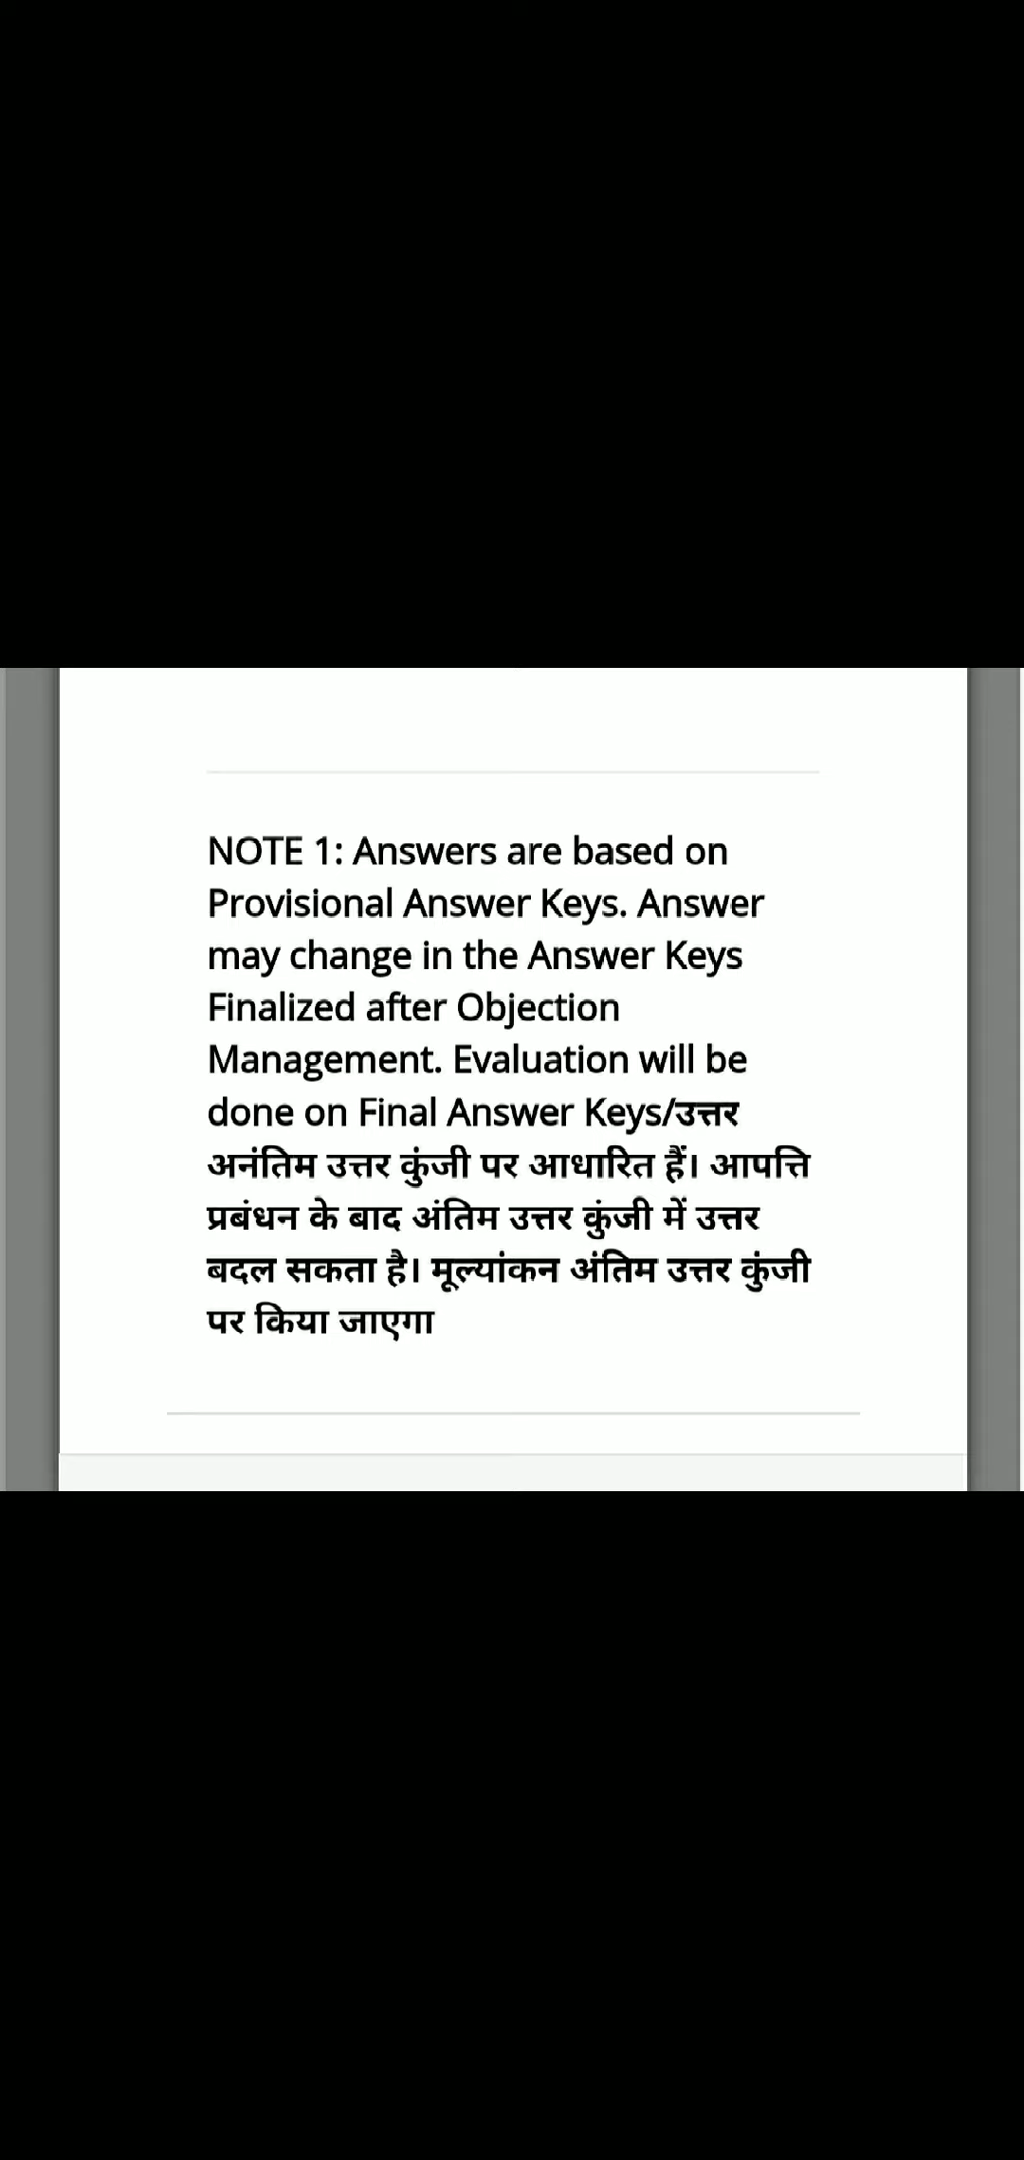 NOTE 1: Answers are based on
Provisional Answer Keys. Answer
may change in the Answer Keys
Finalized after Objection
Management. Evaluation will be
done on Final Answer Keys/उत्तर
अनंतिम उत्तर कुंजी पर आधारित हैं। आपत्ति
प्रबंधन के बाद अंतिम उत्तर कुंजी में उत्तर
बदल सकता है। मूल्यांकन अंतिम उत्तर कुंजी
पर किया जाएगा